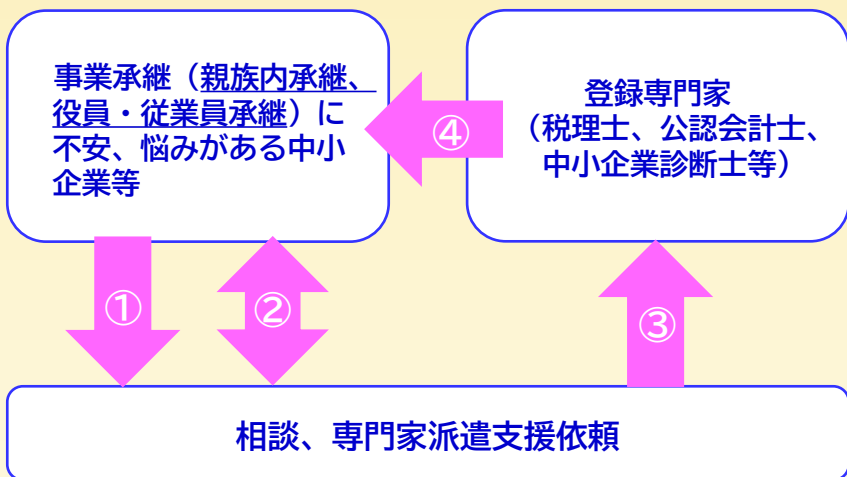 事業承継（親族内承継、
役員・従業員承継）に
不安、悩みがある中小
企業等
登録専門家
（税理士、公認会計士、
中小企業診断士等）
④
①
②
③
相談、専門家派遣支援依頼